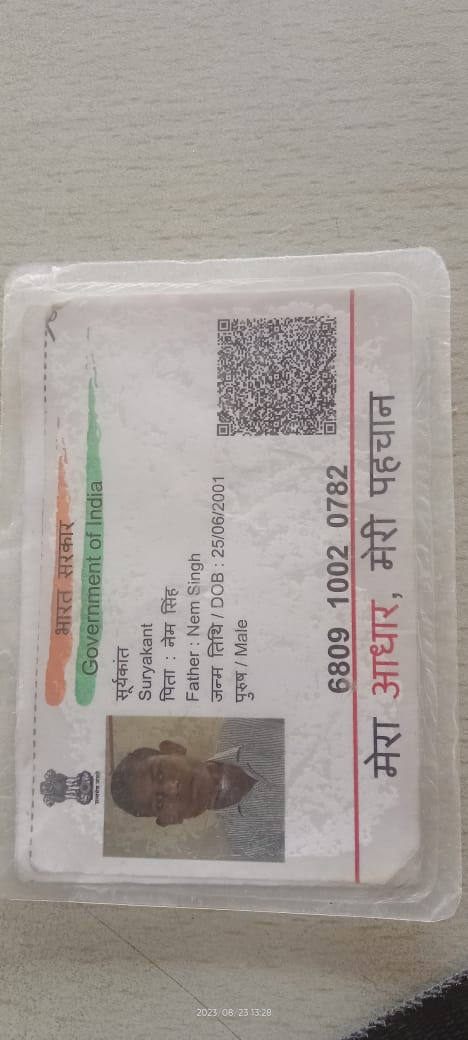 भारत सरकार
Government of India
सूर्यकांत
Suryakant
पिता : नेम सिंह
Father : Nem Singh
जन्म तिथि / DOB : 25/06/2001
पुरुष / Male
6809 1002 0782
मेरा आधार, मेरी पहचान
2023/08/23 13:28